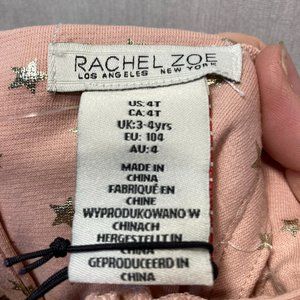 RACHEL ZOE
LOS ANGELES NEW YORK
US: 4T
CA: 4T
UK: 3-4yrs
EU: 104
AU: 4
MADE IN
CHINA
FABRIQUÉ EN
CHINE
WYPRODUKOWANO W
CHINACH
HERGESTELLT IN
CHINA
GEPRODUCEERD IN
CHINA